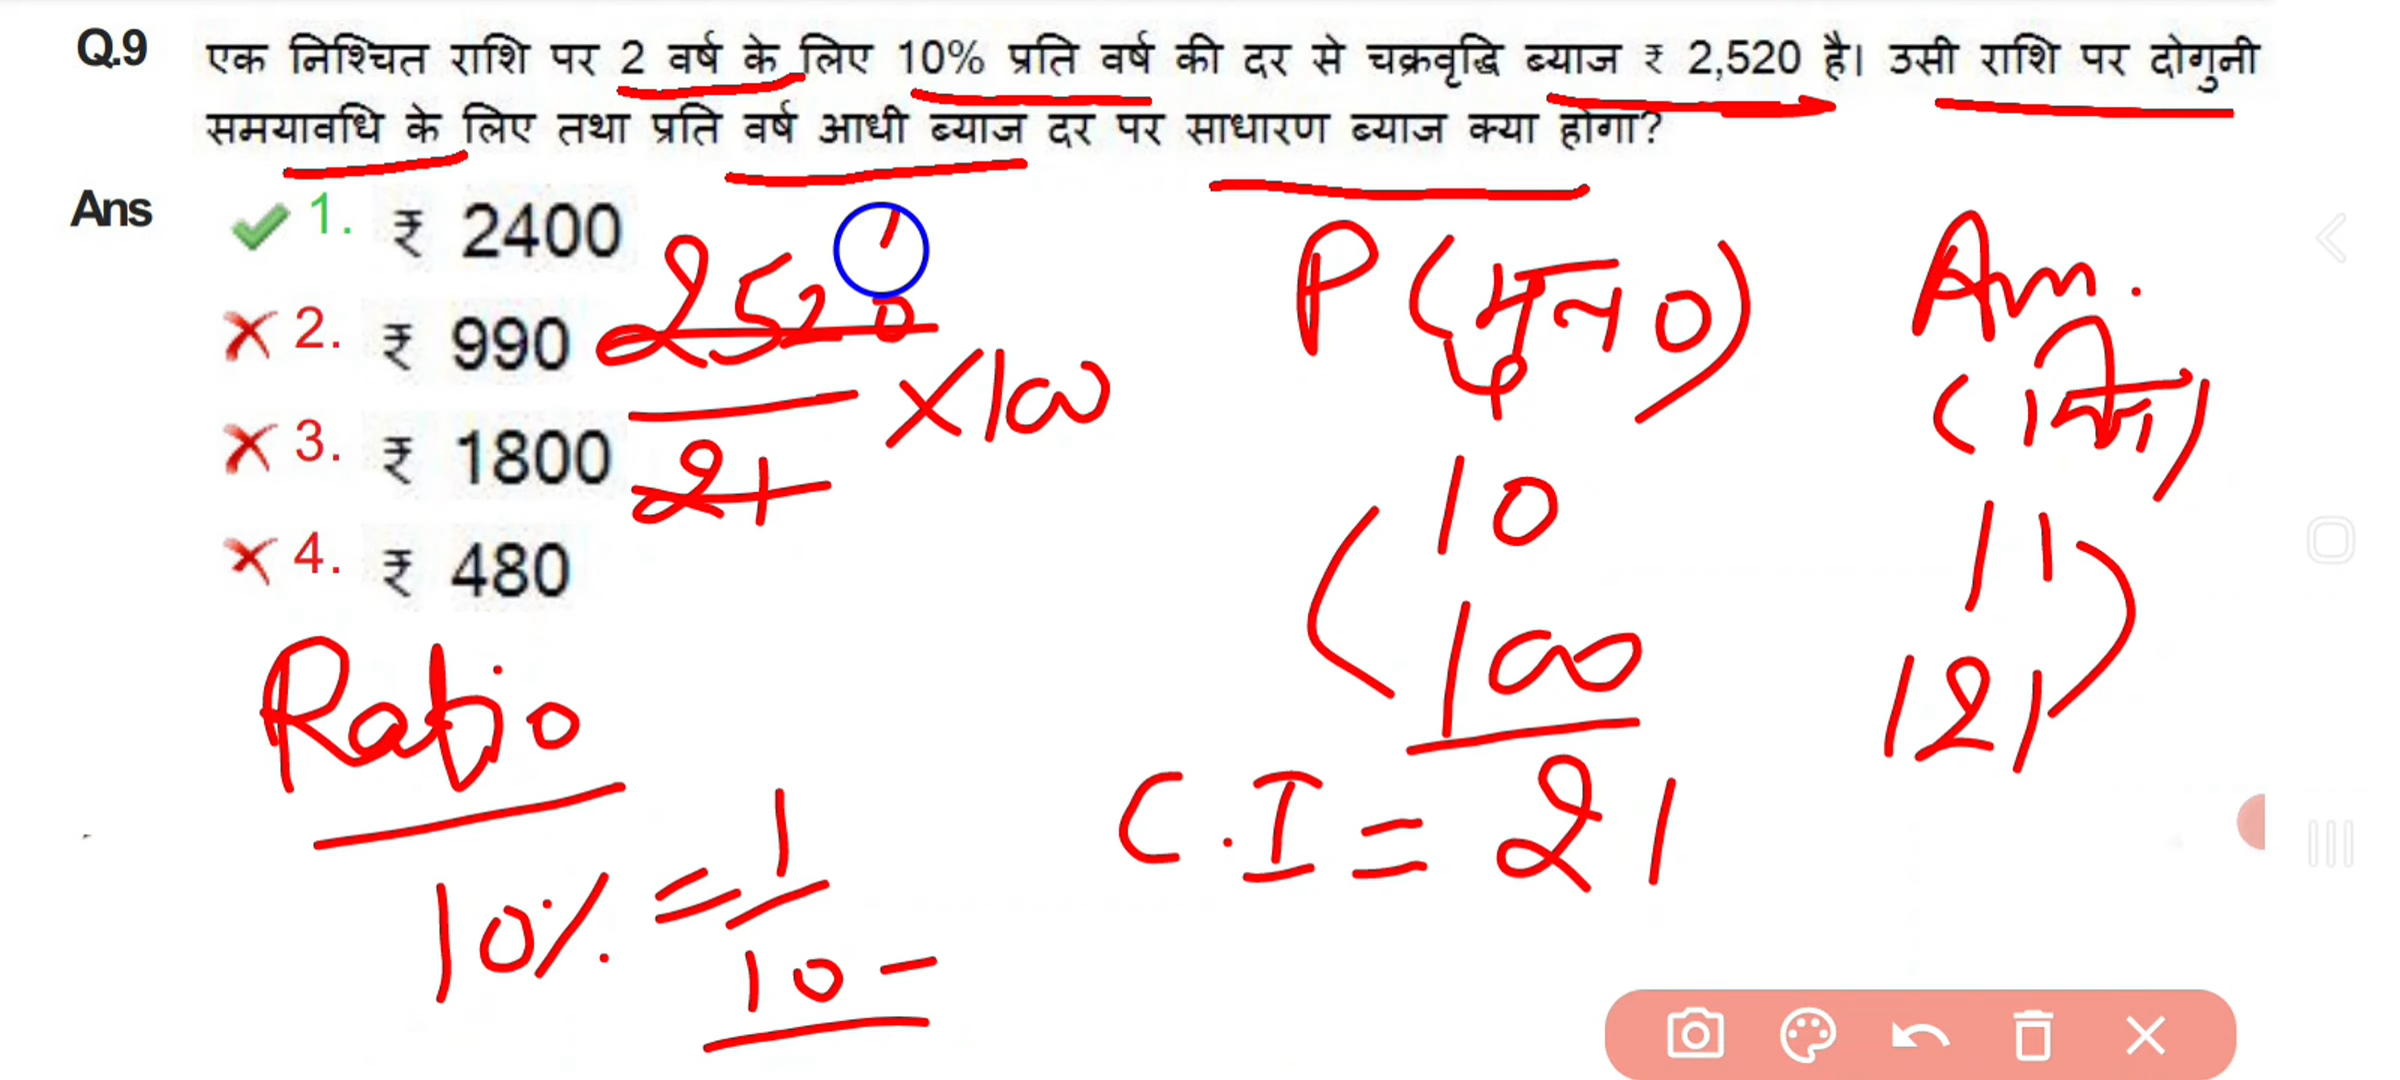 Q.9 एक निश्चित राशि पर 2 वर्ष के लिए 10% प्रति वर्ष की दर से चक्रवृद्धि ब्याज ₹ 2,520 है। उसी राशि पर दोगुनी
समयावधि के लिए तथा प्रति वर्ष आधी ब्याज दर पर साधारण ब्याज क्या होगा?
Ans 1. ₹ 2400
2. ₹ 990
3. ₹ 1800
4. ₹ 480
2520
21
×100
P (मूल0)
Am.
10
11
100
121
C.I = 21
Ratio
10% = 1
10